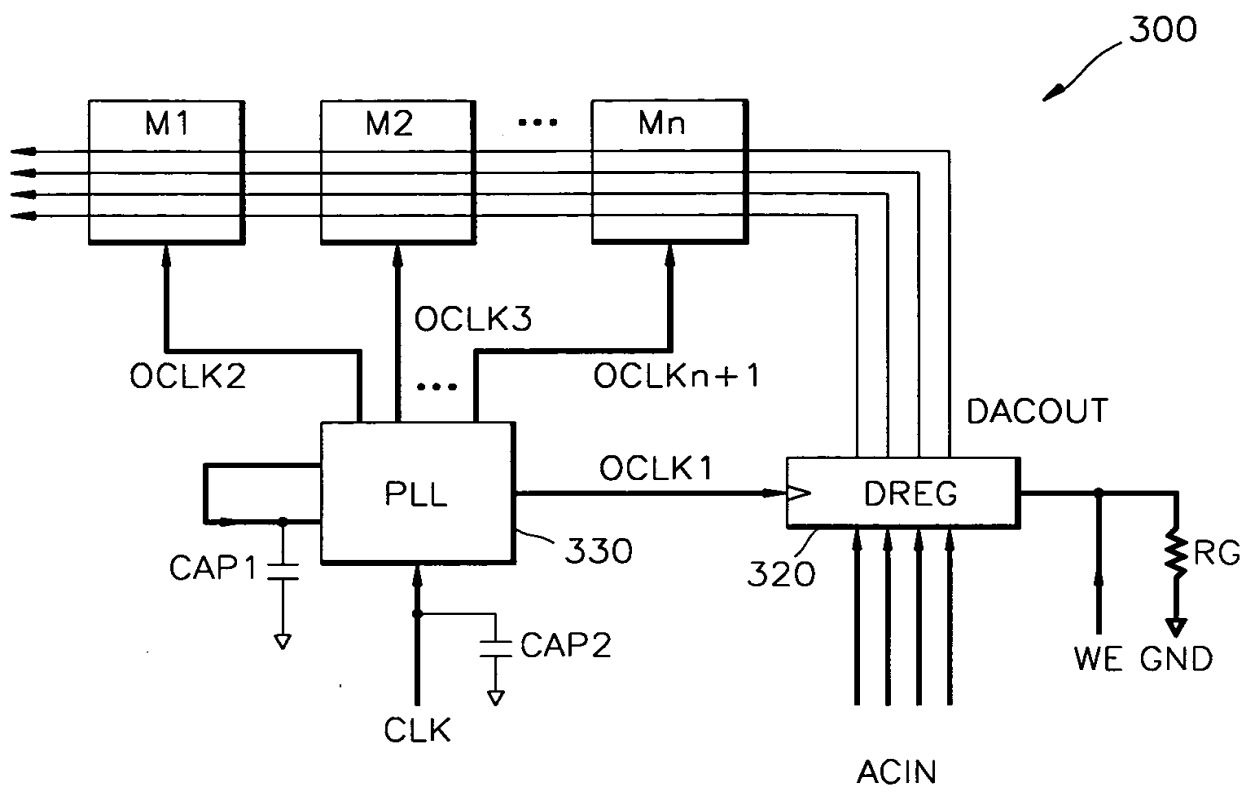 300
M1
M2
...
Mn
OCLK3
OCLK2
...
OCLKn+1
DACOUT
OCLK1
PLL
DREG
330
320
CAP1
RG
CAP2
WE GND
CLK
ACIN